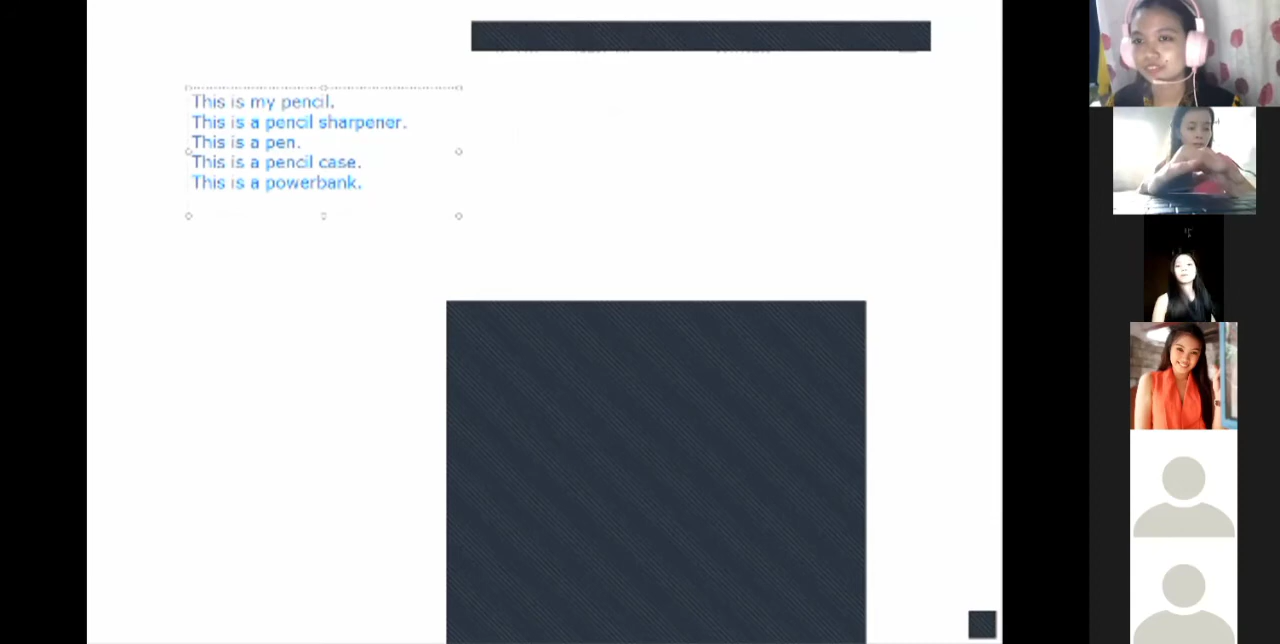 This is my pencil.
This is a pencil sharpener.
This is a pen.
This is a pencil case.
This is a powerbank.